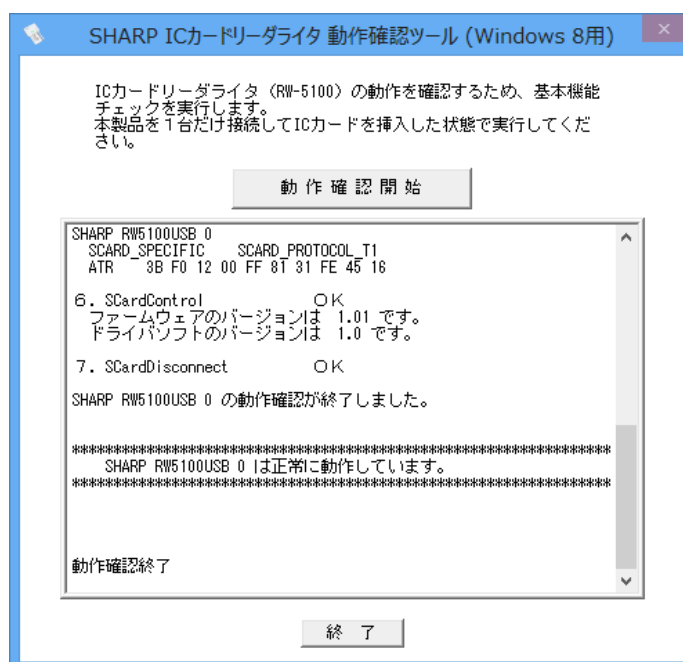 SHARP ICカードリーダライタ 動作確認ツール (Windows 8用)
ICカードリーダライタ（RW-5100）の動作を確認するため、基本機能
チェックを実行します。
本製品を１台だけ接続してICカードを挿入した状態で実行してくだ
さい。
動 作 確 認 開 始
SHARP RW5100USB 0
SCARD_SPECIFIC SCARD_PROTOCOL_T1
ATR 3B F0 12 00 FF 81 31 FE 45 16
６．SCardControl ＯＫ
ファームウェアのバージョンは 1.01 です。
ドライバソフトのバージョンは 1.0 です。
７．SCardDisconnect ＯＫ
SHARP RW5100USB 0 の動作確認が終了しました。
*****************************************************************
SHARP RW5100USB 0 は正常に動作しています。
*****************************************************************
動作確認終了
終 了